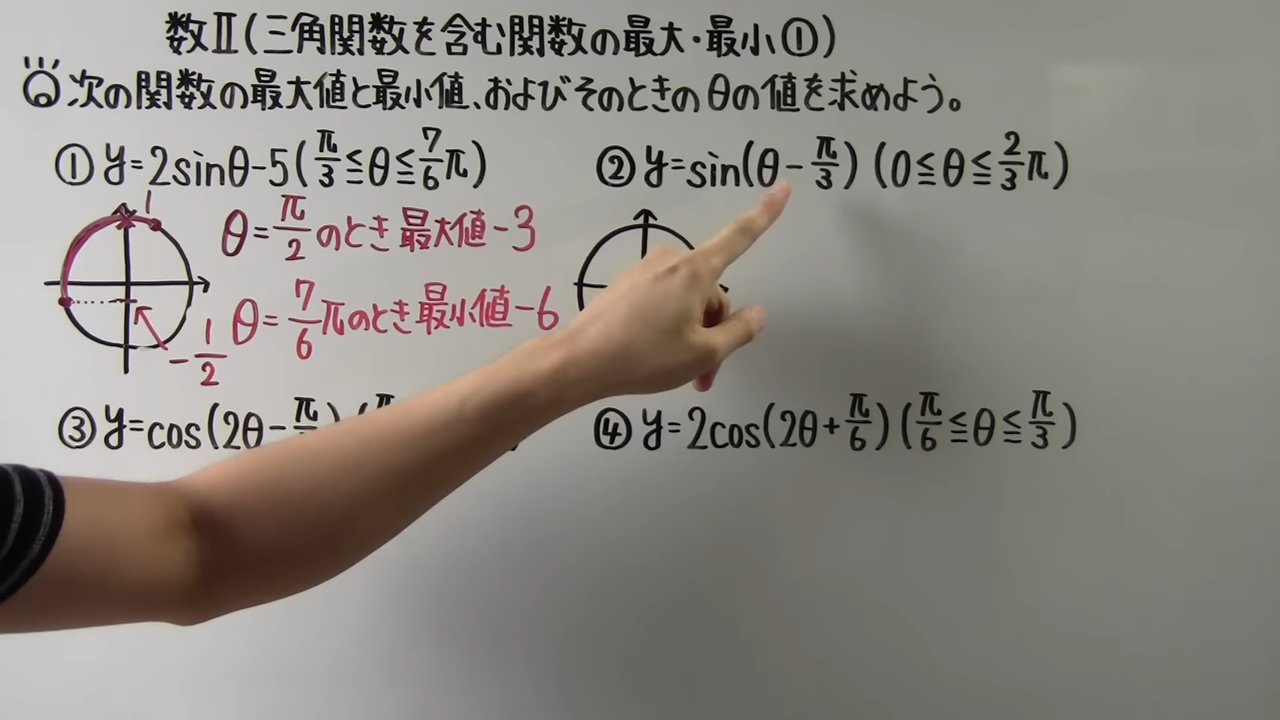 数Ⅱ(三角関数を含む関数の最大・最小①)
Q次の関数の最大値と最小値、およびそのときのθの値を求めよう。
① y=2sinθ-5(π/3≦θ≦7/6π)
② y=sin(θ-π/3) (0≦θ≦2/3π)
1
θ=π/2のとき最大値-3
θ=7/6πのとき最小値-6
-1/2
③ y=cos(2θ-π
④ y=2cos(2θ+π/6)(π/6≦θ≦π/3)